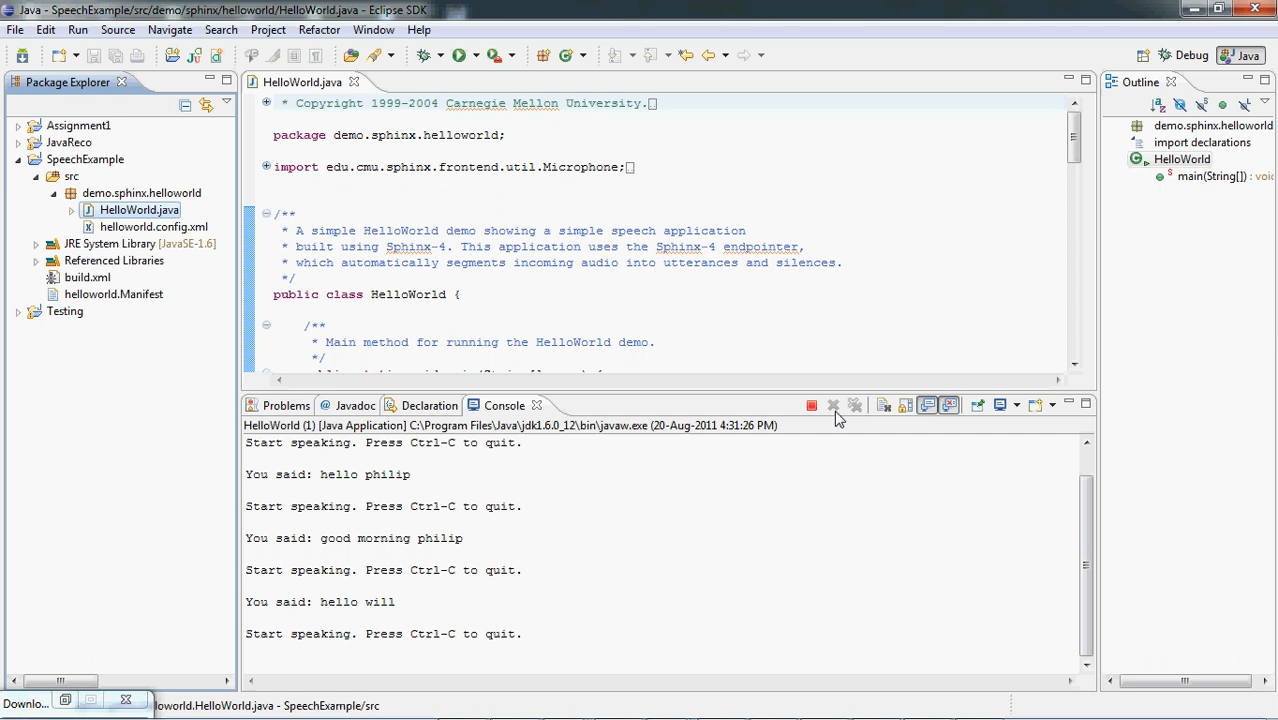 Java - SpeechExample/src/demo/sphinx/helloworld/HelloWorld.java - Eclipse SDK
File Edit Run Source Navigate Search Project Refactor Window Help
Debug Java
Package Explorer
Assignment1
JavaReco
SpeechExample
src
demo.sphinx.helloworld
HelloWorld.java
helloworld.config.xml
JRE System Library [JavaSE-1.6]
Referenced Libraries
build.xml
helloworld.Manifest
Testing
HelloWorld.java
* Copyright 1999-2004 Carnegie Mellon University.
package demo.sphinx.helloworld;
import edu.cmu.sphinx.frontend.util.Microphone;
/**
* A simple HelloWorld demo showing a simple speech application
* built using Sphinx-4. This application uses the Sphinx-4 endpointer,
* which automatically segments incoming audio into utterances and silences.
*/
public class HelloWorld {
/**
* Main method for running the HelloWorld demo.
*/
Outline
demo.sphinx.helloworld
import declarations
HelloWorld
main(String[]) : void
Problems @ Javadoc Declaration Console
HelloWorld (1) [Java Application] C:\Program Files\Java\jdk1.6.0_12\bin\javaw.exe (20-Aug-2011 4:31:26 PM)
Start speaking. Press Ctrl-C to quit.
You said: hello philip
Start speaking. Press Ctrl-C to quit.
You said: good morning philip
Start speaking. Press Ctrl-C to quit.
You said: hello will
Start speaking. Press Ctrl-C to quit.
Downlo...
loworld.HelloWorld.java - SpeechExample/src